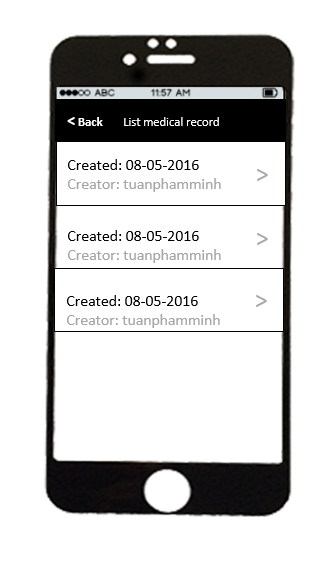 ABC 11:57 AM
< Back List medical record
Created: 08-05-2016
Creator: tuanphamminh
>
Created: 08-05-2016
Creator: tuanphamminh
>
Created: 08-05-2016
Creator: tuanphamminh
>